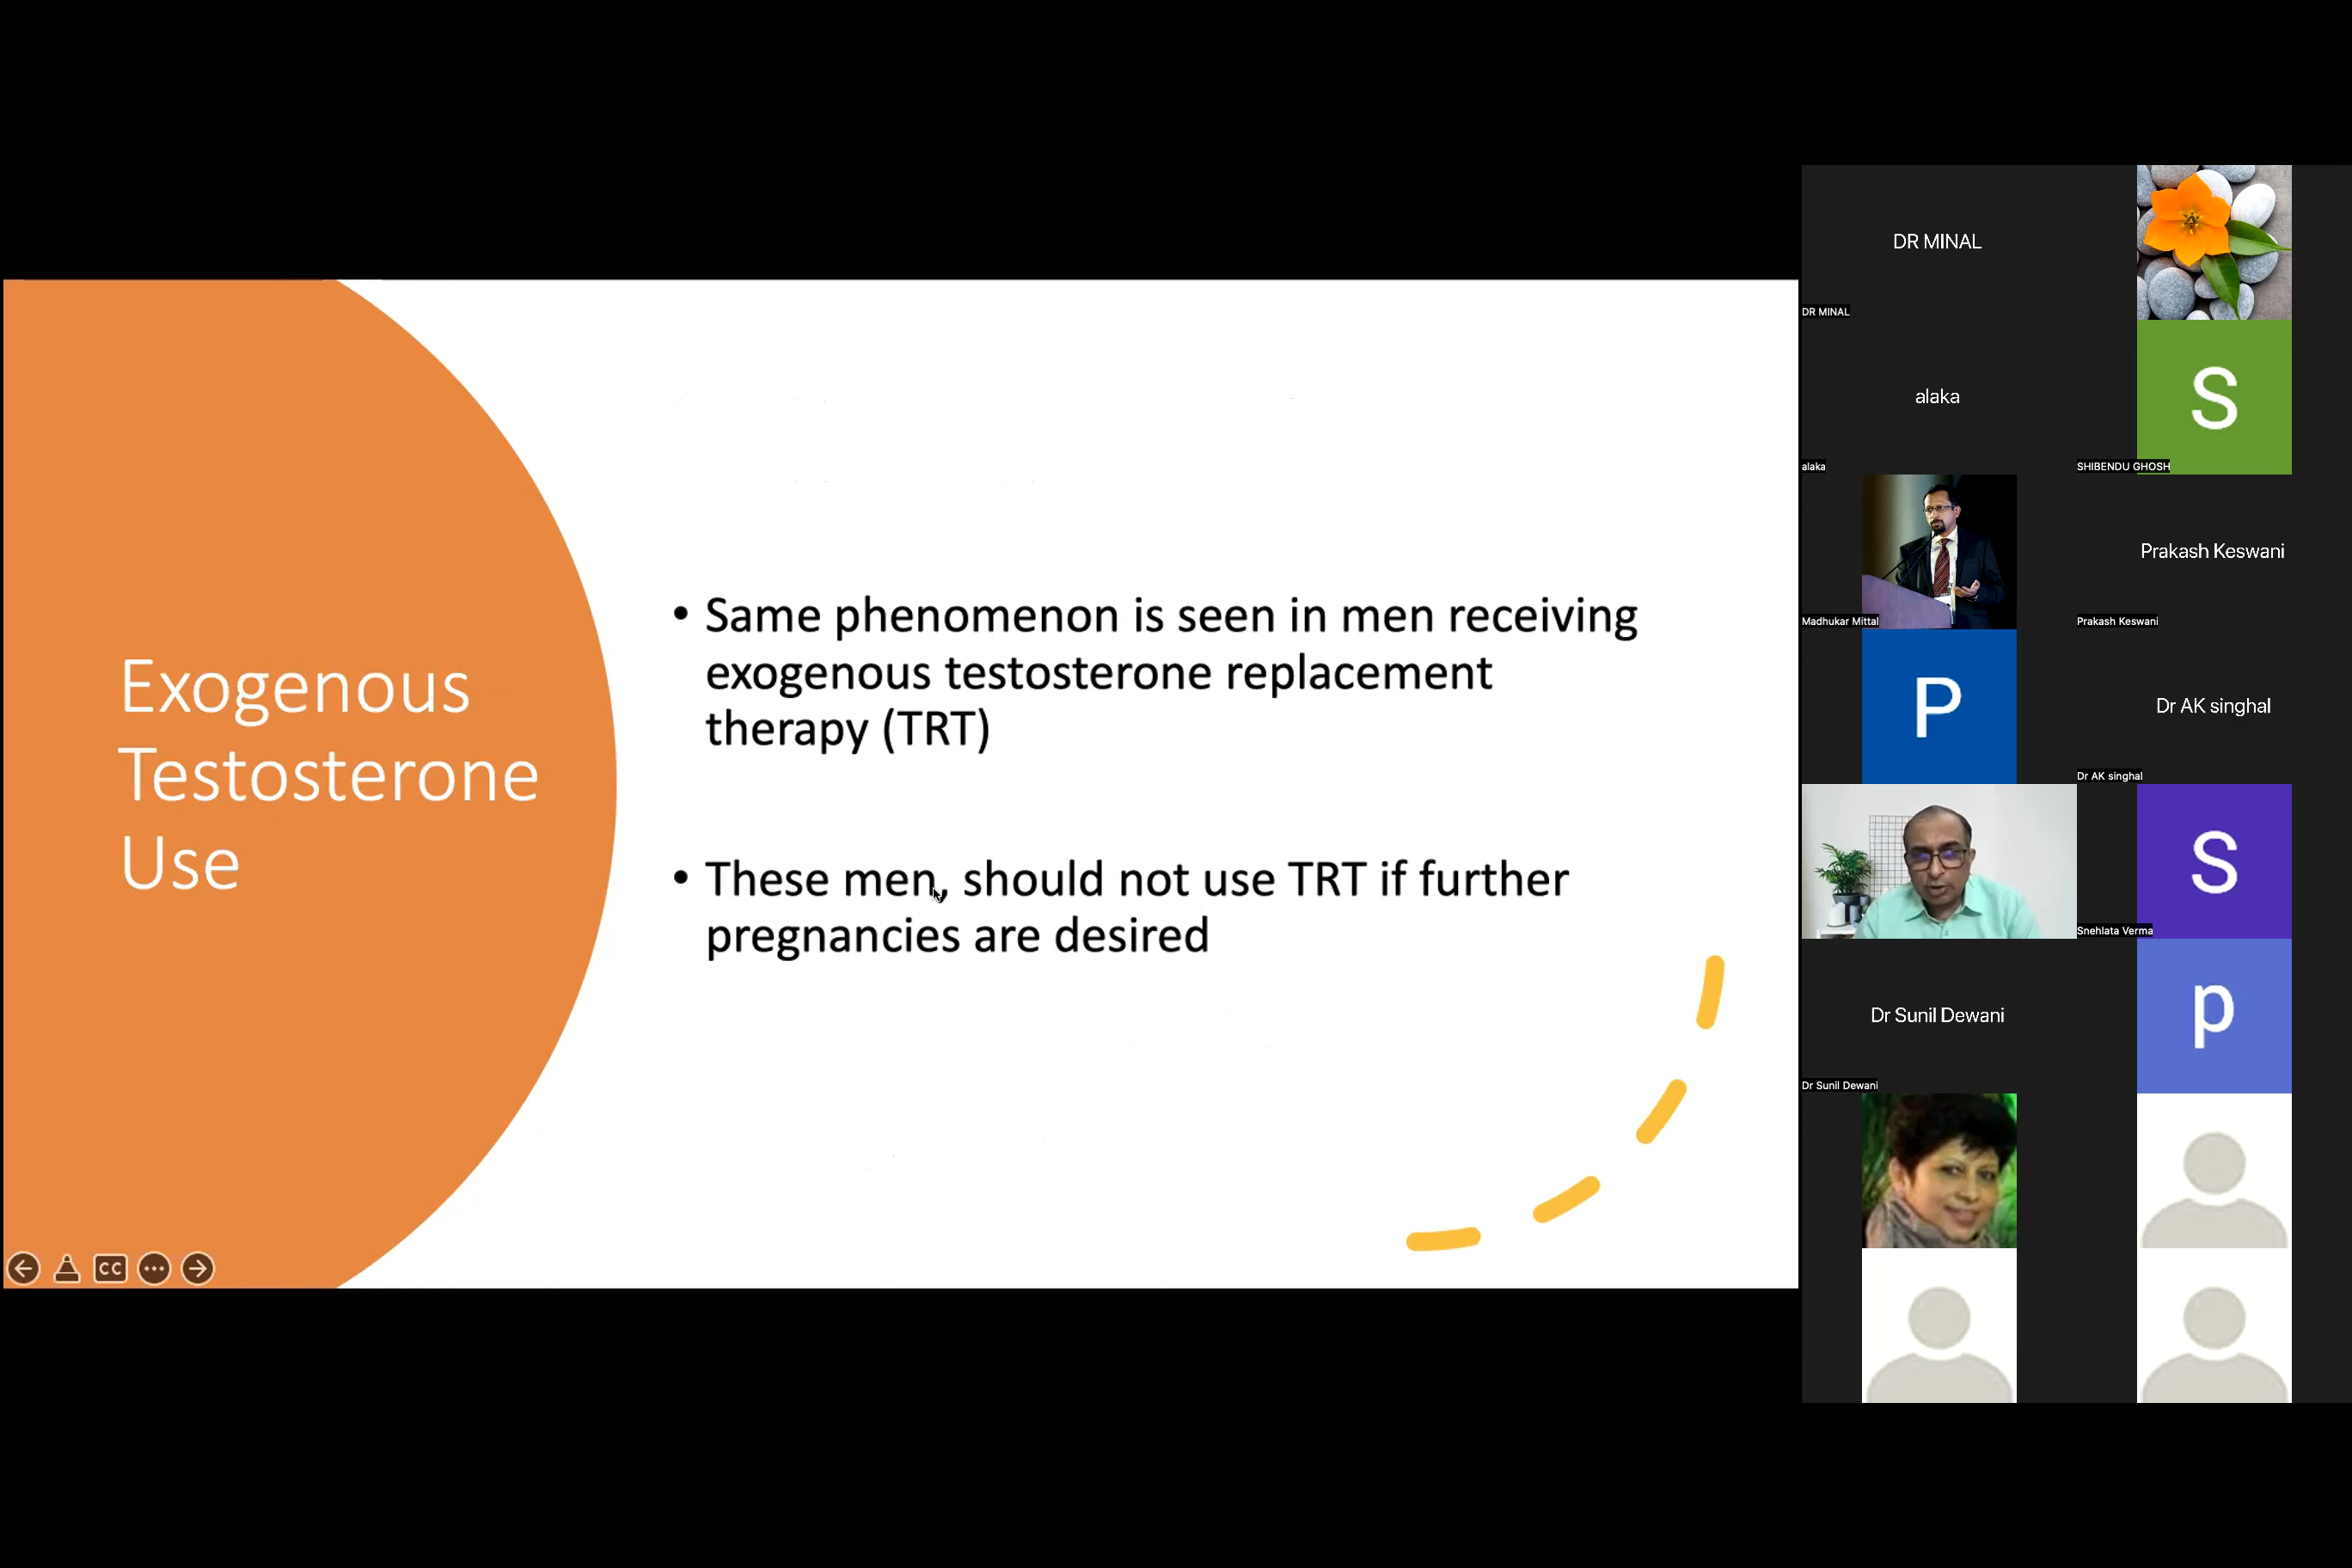 Exogenous
Testosterone
Use
• Same phenomenon is seen in men receiving
exogenous testosterone replacement
therapy (TRT)
• These men, should not use TRT if further
pregnancies are desired
CC
DR MINAL
DR MINAL
alaka
alaka
S
SHIBENDU GHOSH
Madhukar Mittal
Prakash Keswani
Prakash Keswani
P
Dr AK singhal
Dr AK singhal
S
Snehlata Verma
Dr Sunil Dewani
Dr Sunil Dewani
p